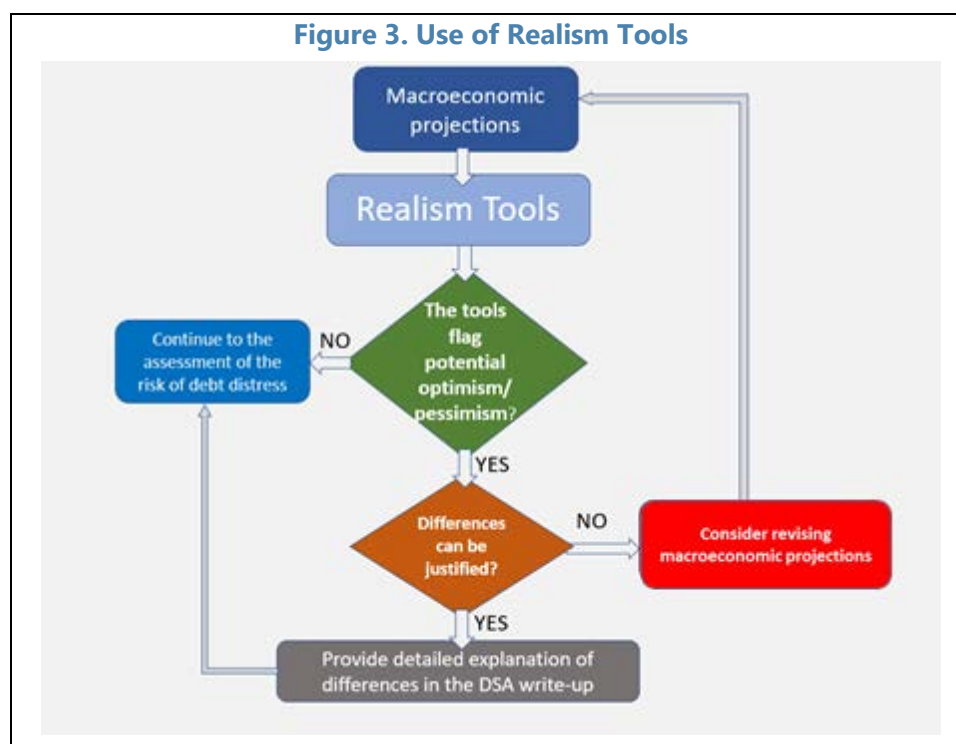 Figure 3. Use of Realism Tools
Macroeconomic
projections
Realism Tools
The tools
flag
potential
optimism/
pessimism?
NO
Continue to the
assessment of the
risk of debt distress
YES
Differences
can be
justified?
NO
Consider revising
macroeconomic projections
YES
Provide detailed explanation of
differences in the DSA write-up